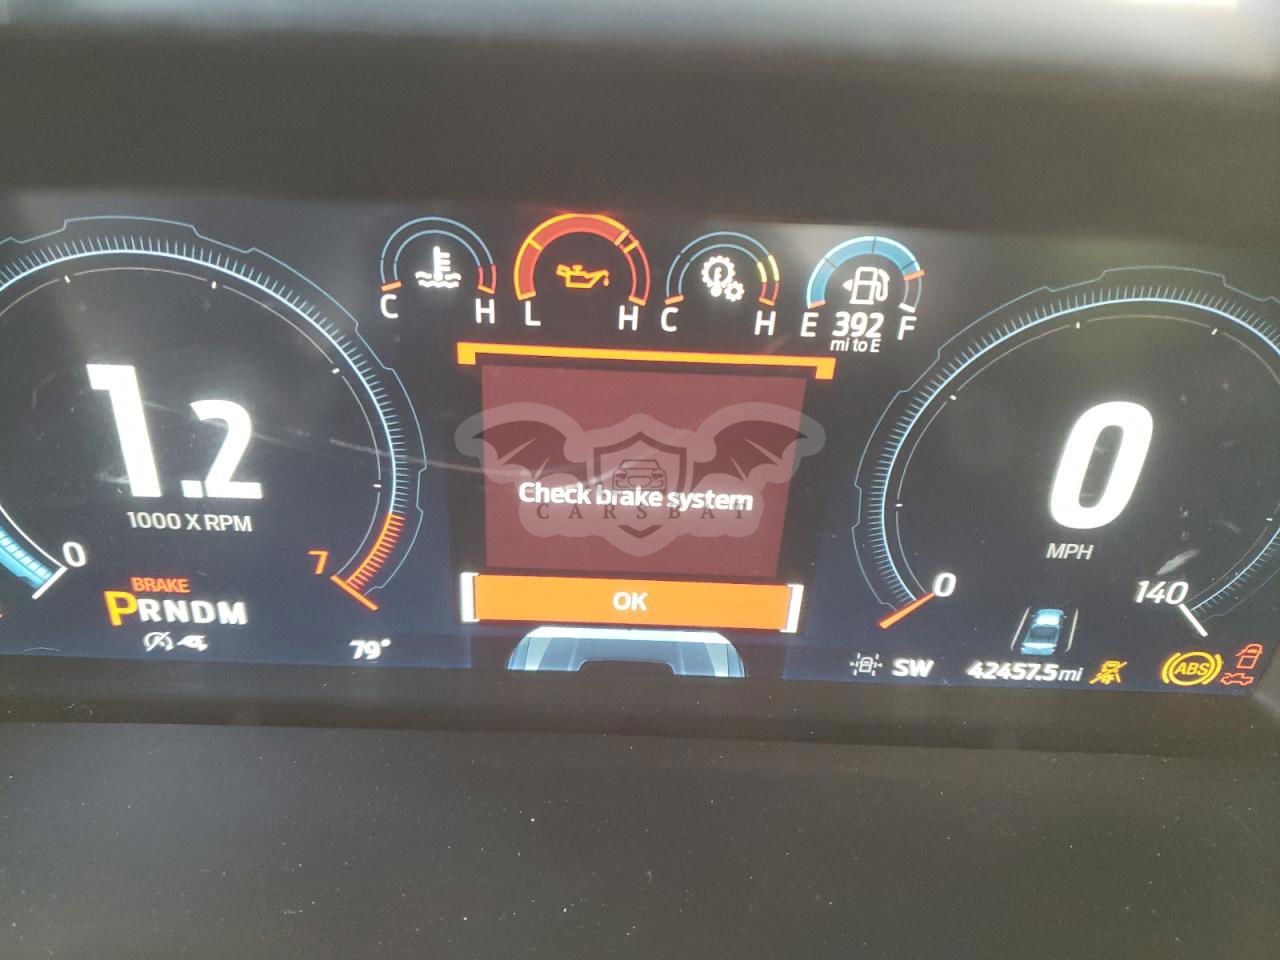 C H L H C H E 392 F
mi to E
1.2
1000 X RPM
0
7
BRAKE
PRNDM
79°
Check brake system
CARSBAT
OK
0
MPH
0
140
SW
42457.5 mi
ABS